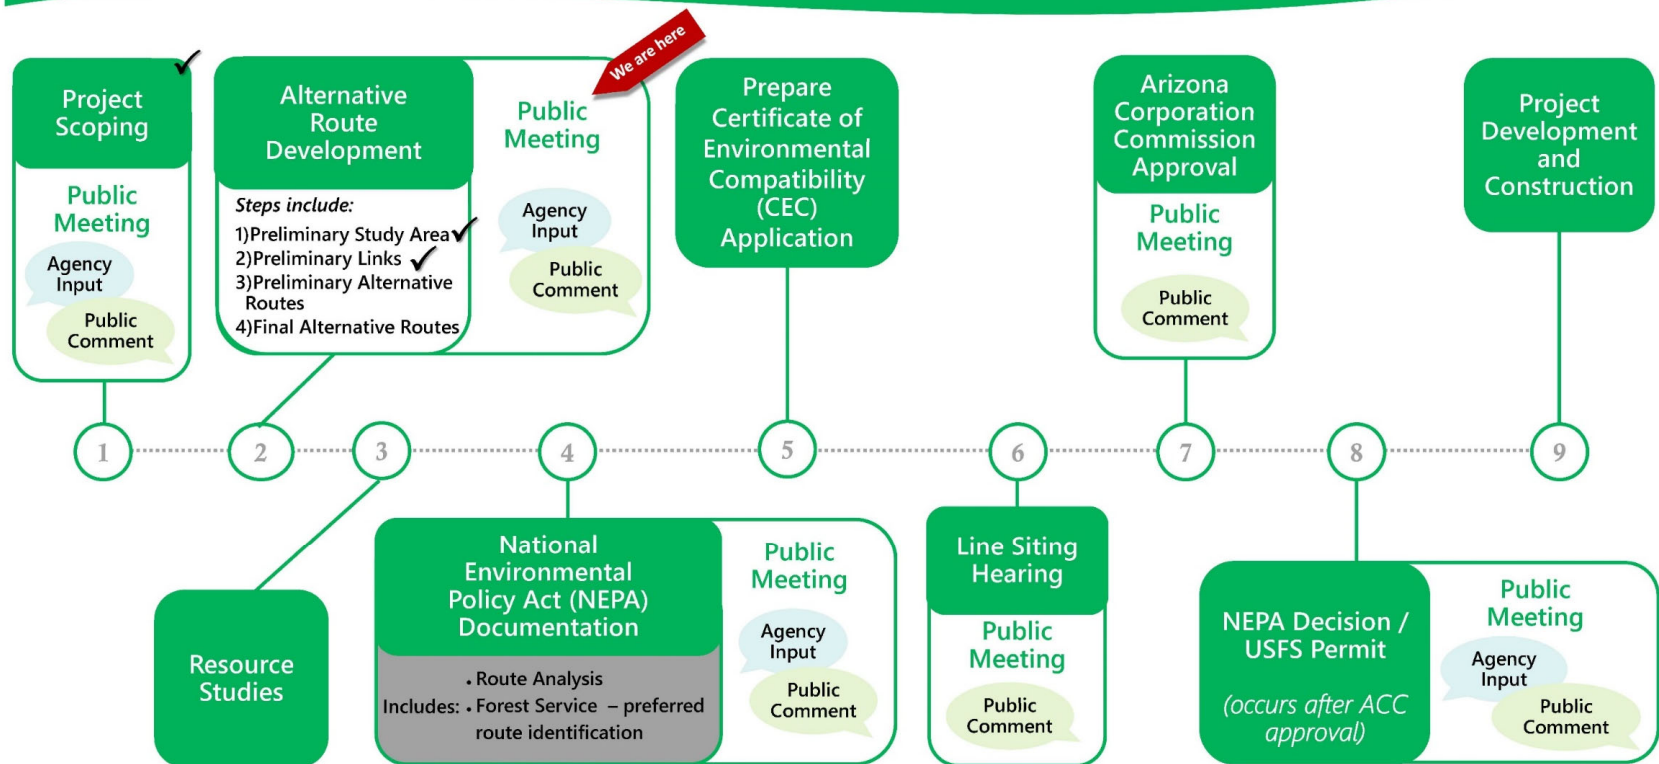 We are here
Project
Scoping
Public
Meeting
Agency
Input
Public
Comment
Alternative
Route
Development
Steps include:
1)Preliminary Study Area
2)Preliminary Links
3)Preliminary Alternative
Routes
4)Final Alternative Routes
Public
Meeting
Agency
Input
Public
Comment
Prepare
Certificate of
Environmental
Compatibility
(CEC)
Application
Arizona
Corporation
Commission
Approval
Public
Meeting
Public
Comment
Project
Development
and
Construction
1
2
3
4
5
6
7
8
9
Resource
Studies
National
Environmental
Policy Act (NEPA)
Documentation
• Route Analysis
Includes: • Forest Service – preferred
route identification
Public
Meeting
Agency
Input
Public
Comment
Line Siting
Hearing
Public
Meeting
Public
Comment
NEPA Decision /
USFS Permit
(occurs after ACC
approval)
Public
Meeting
Agency
Input
Public
Comment